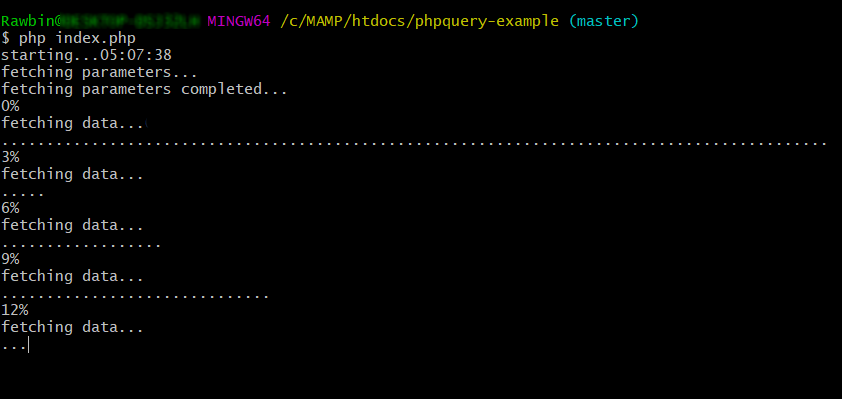 Rawbin@ MINGW64 /c/MAMP/htdocs/phpquery-example (master)
$ php index.php
starting...05:07:38
fetching parameters...
fetching parameters completed...
0%
fetching data...
............................................................................................
3%
fetching data...
.....
6%
fetching data...
..................
9%
fetching data...
..............................
12%
fetching data...
...